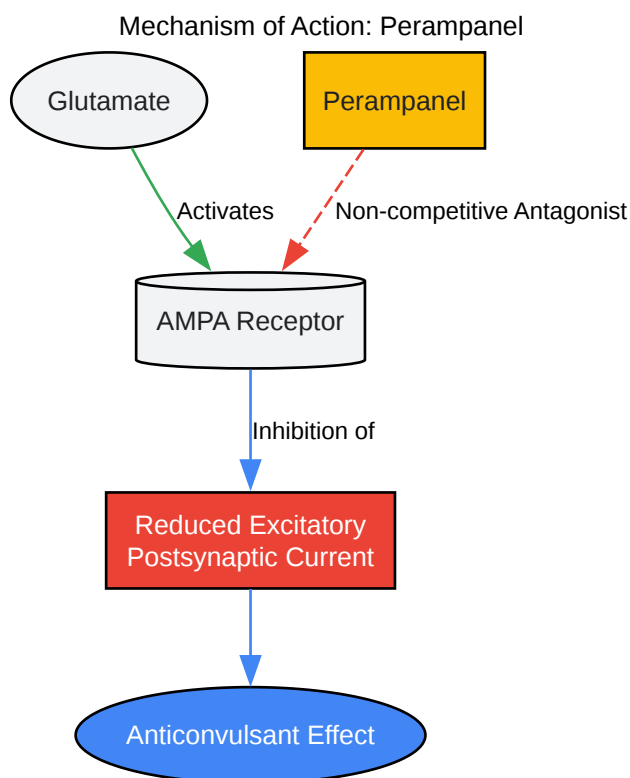 Mechanism of Action: Perampanel
Glutamate
Perampanel
Activates
Non-competitive Antagonist
AMPA Receptor
Inhibition of
Reduced Excitatory
Postsynaptic Current
Anticonvulsant Effect